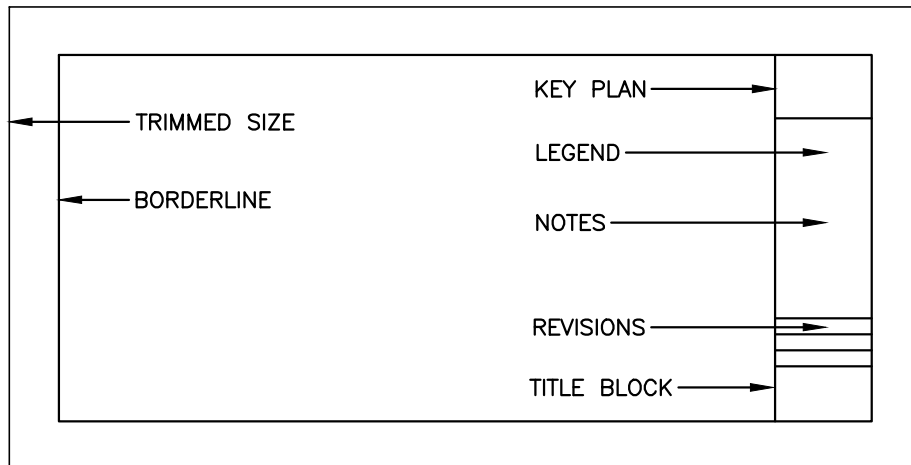 KEY PLAN
TRIMMED SIZE
LEGEND
BORDERLINE
NOTES
REVISIONS
TITLE BLOCK